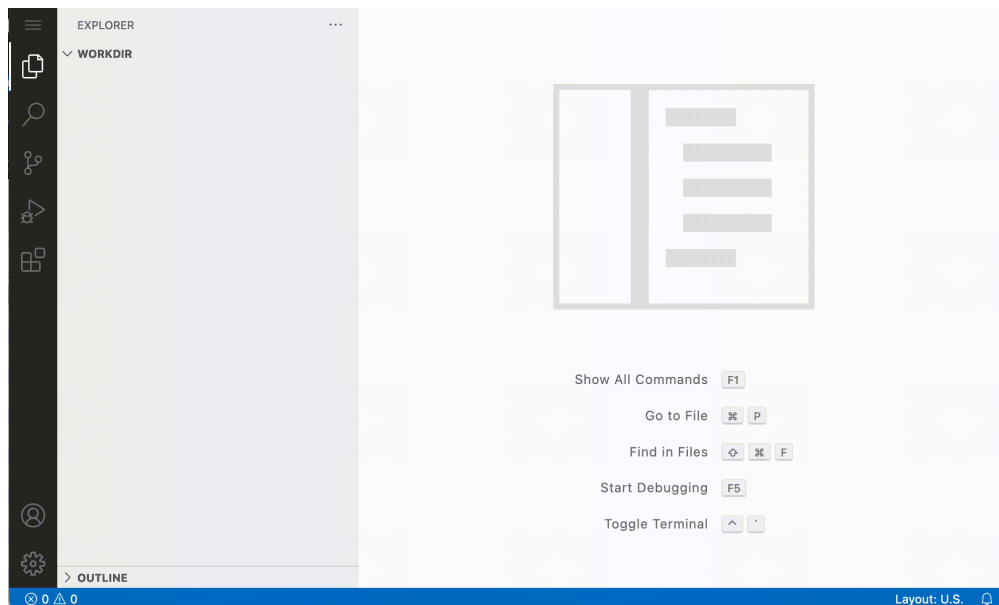 EXPLORER ...
WORKDIR
Show All Commands F1
Go to File ⌘ P
Find in Files ⇧ ⌘ F
Start Debugging F5
Toggle Terminal ^ `
OUTLINE
0 0 Layout: U.S.